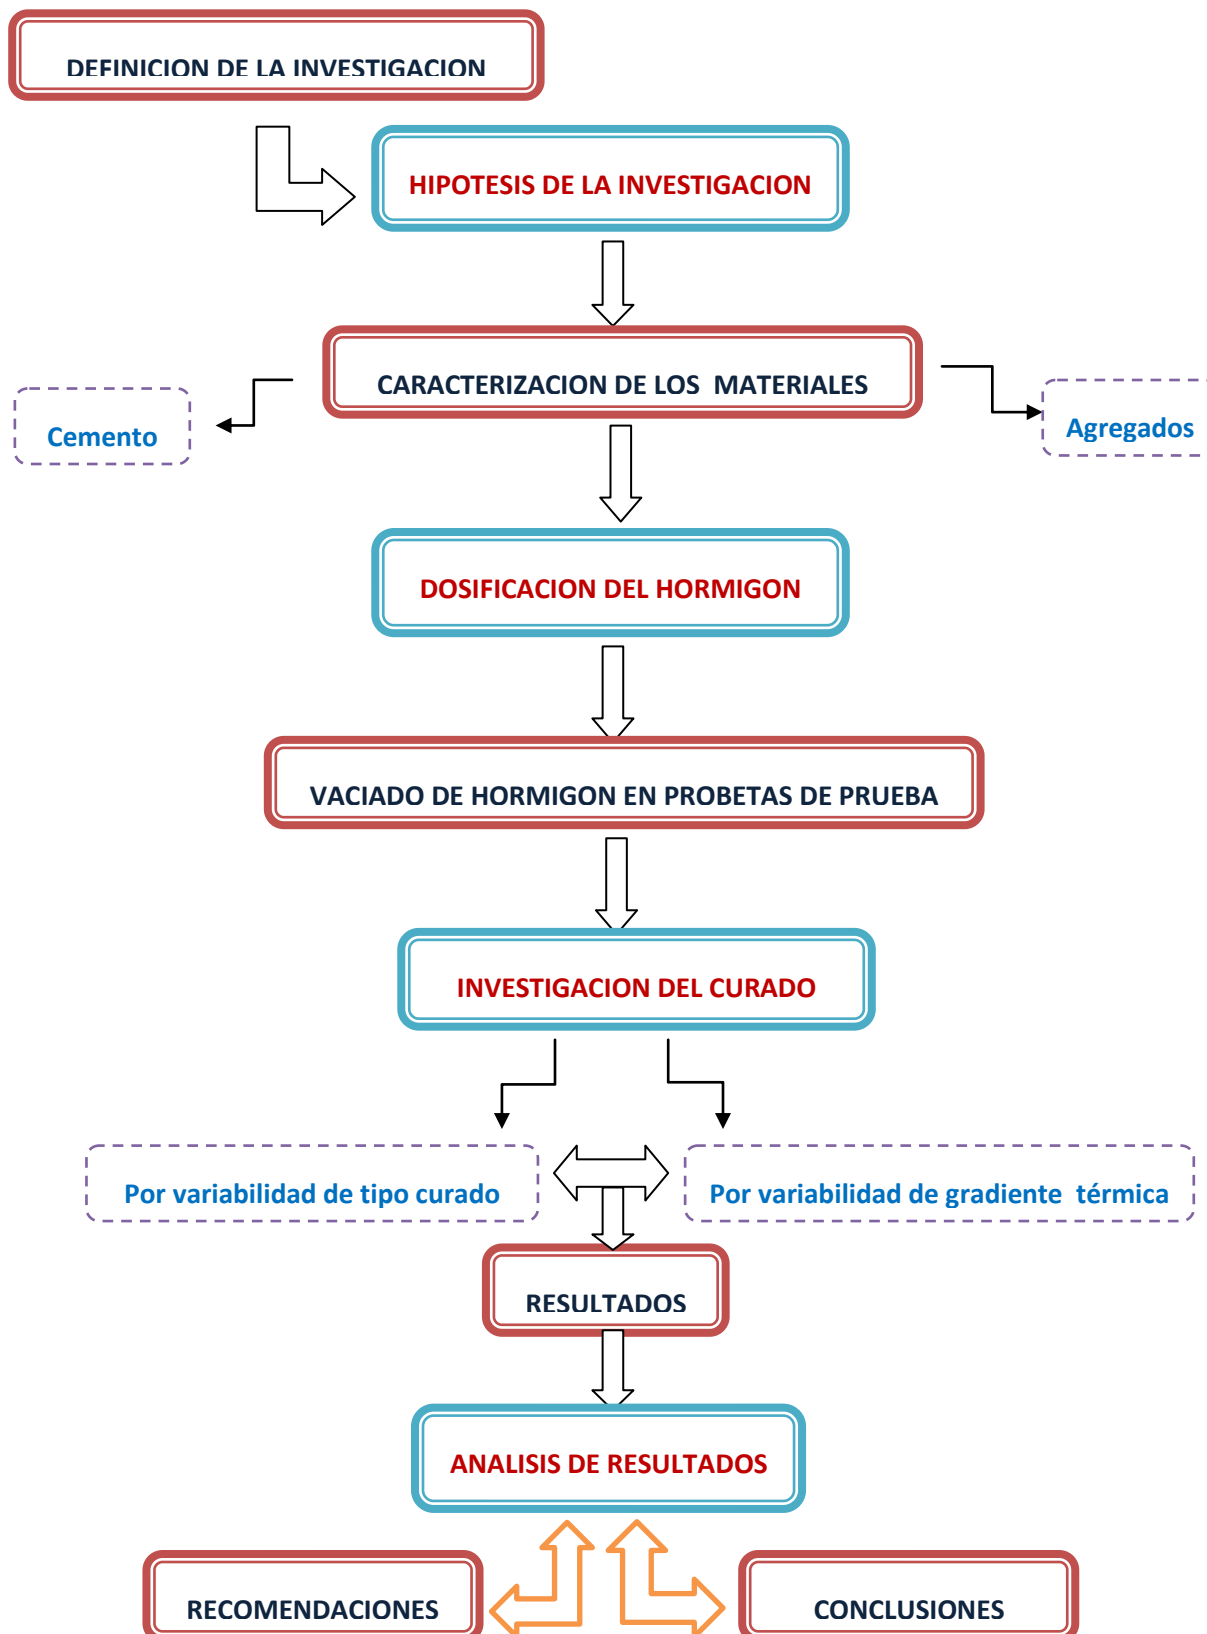 DEFINICION DE LA INVESTIGACION
HIPOTESIS DE LA INVESTIGACION
CARACTERIZACION DE LOS  MATERIALES
Cemento
Agregados
DOSIFICACION DEL HORMIGON
VACIADO DE HORMIGON EN PROBETAS DE PRUEBA
INVESTIGACION DEL CURADO
Por variabilidad de tipo curado
Por variabilidad de gradiente  térmica
RESULTADOS
ANALISIS DE RESULTADOS
RECOMENDACIONES
CONCLUSIONES